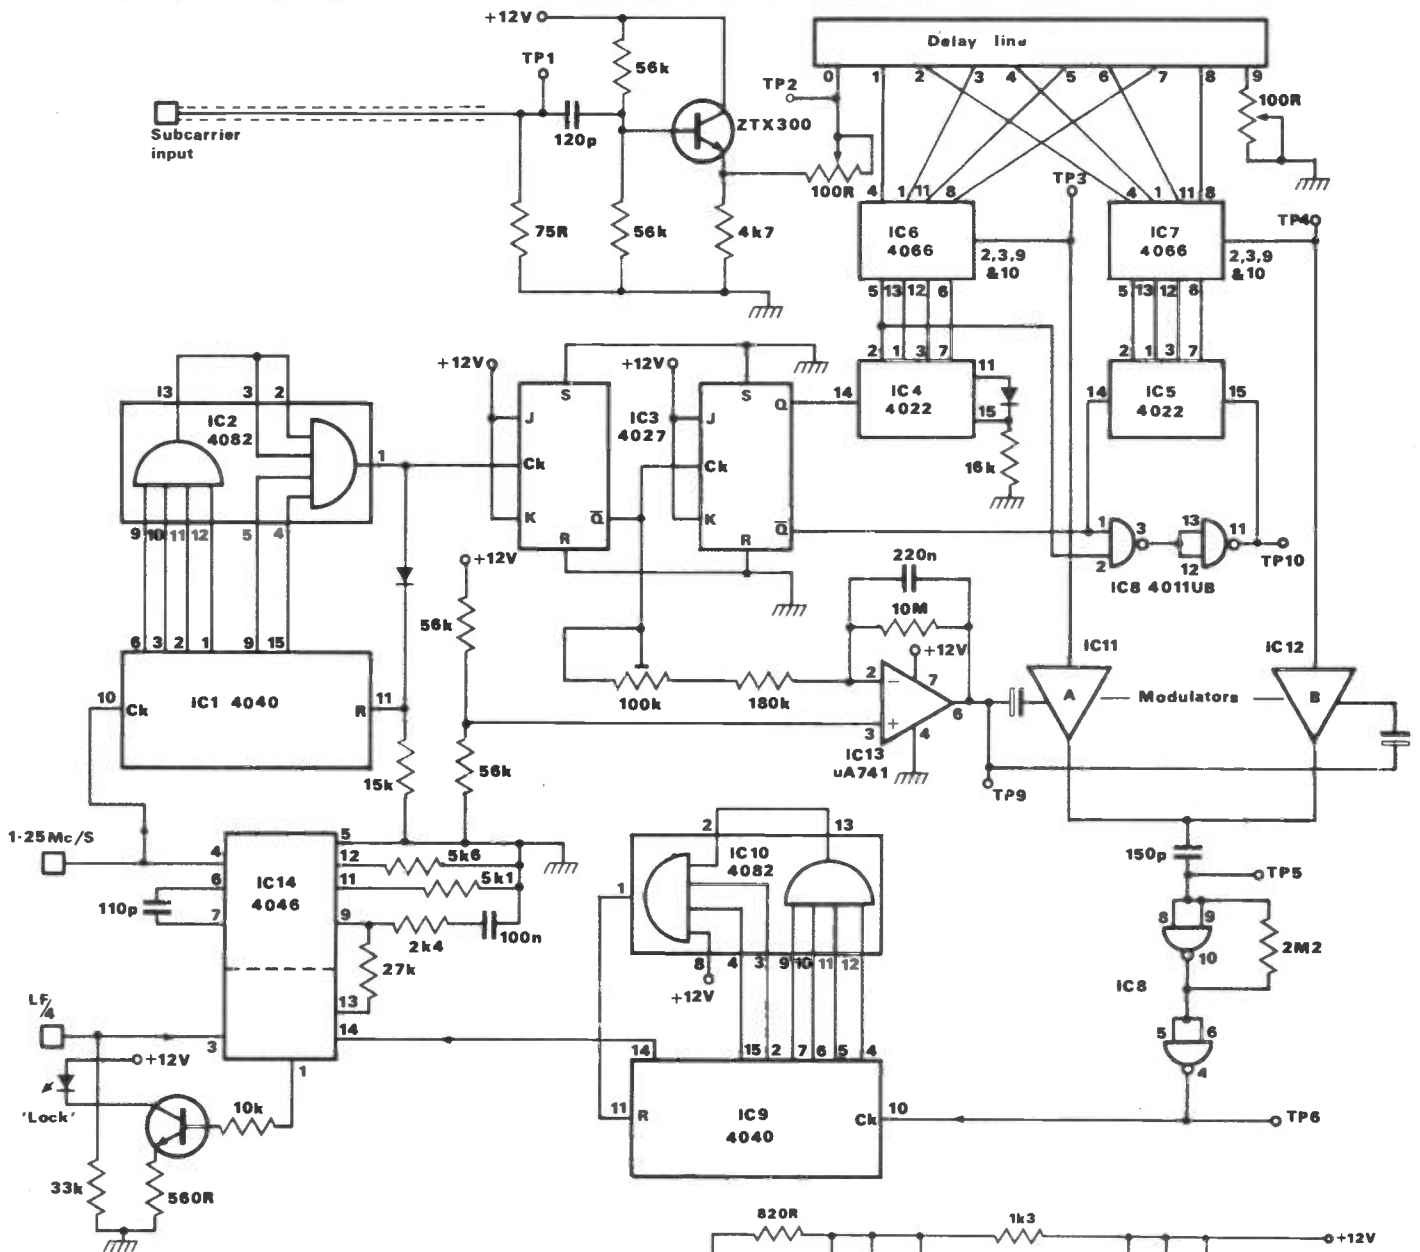 +12V
TP1
56k
Subcarrier
input
120p
ZTX300
75R
56k
4k7
100R
TP2
Delay line
0 1 2 3 4 5 6 7 8 9
100R
4 1 11 8
IC6
4066
2,3,9
&10
5 13 12 6
TP3
4 1 11 8
IC7
4066
2,3,9
&10
5 13 12 6
TP4
2 1 3 7
14
IC4
4022
11
15
16k
2 1 3 7
14
IC5
4022
15
13 3 2
IC2
4082
1
9 10 11 12 5 4
6 3 2 1 9 15
10
Ck
IC1 4040
R
11
15k
+12V
J
S
Ck
K
R
Q̅
IC3
4027
+12V
J
S
Q
Ck
K
R
Q̅
1
2
3
13
12
11
TP10
IC8 4011UB
+12V
56k
56k
100k
180k
220n
10M
+12V
2
−
7
3
+
4
6
IC13
uA741
TP9
IC11
A
Modulators
IC12
B
150p
TP5
8 9
10
2M2
IC8
5 6
4
TP6
1·25Mc/S
4
5
12
5k6
11
5k1
6
110p
7
IC14
4046
9
2k4
100n
27k
13
14
LF/4
3
1
+12V
'Lock'
10k
33k
560R
2 13
IC10
4082
1
8 4 3 9 10 11 12
+12V
14 15 2 7 6 5 4
11
R
IC9
4040
Ck
10
820R
1k3
+12V